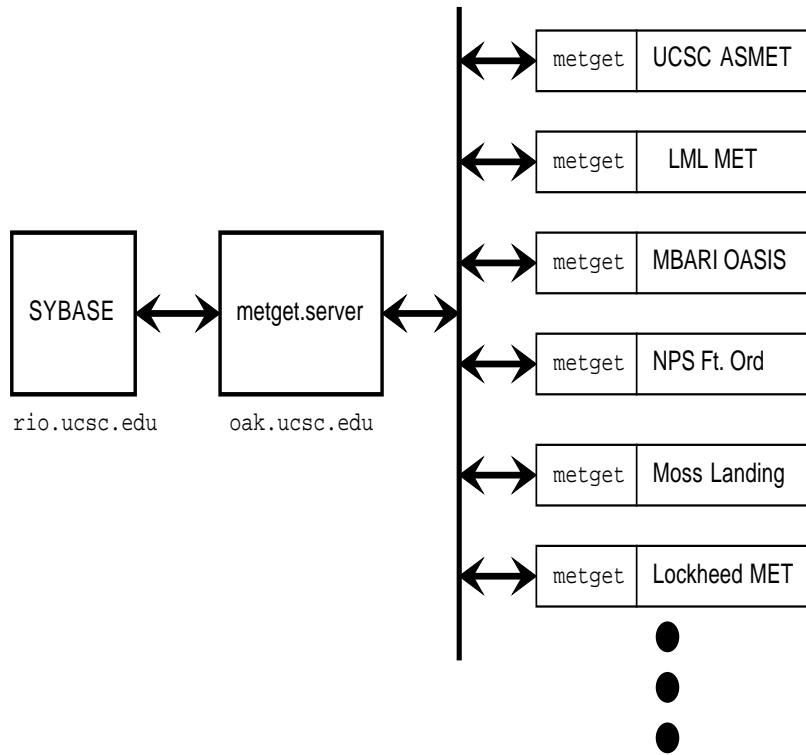 metget UCSC ASMET
metget LML MET
metget MBARI OASIS
SYBASE
metget.server
metget NPS Ft. Ord
rio.ucsc.edu
oak.ucsc.edu
metget Moss Landing
metget Lockheed MET